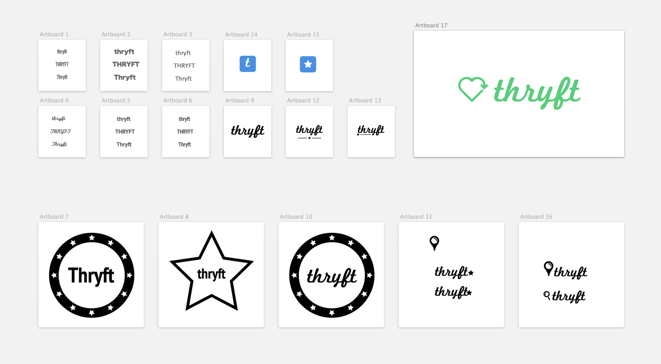 Artboard 1
thryft
THRYFT
Thryft
Artboard 2
thryft
THRYFT
Thryft
Artboard 3
thryft
THRYFT
Thryft
Artboard 14
t
Artboard 15
Artboard 17
thryft
Artboard 4
thryft
THRYFT
Thryft
Artboard 5
thryft
THRYFT
Thryft
Artboard 6
thryft
THRYFT
Thryft
Artboard 9
thryft
Artboard 12
thryft
Artboard 13
thryft
Artboard 7
Thryft
Artboard 8
thryft
Artboard 10
thryft
Artboard 11
thryft
thryft
Artboard 16
thryft
thryft